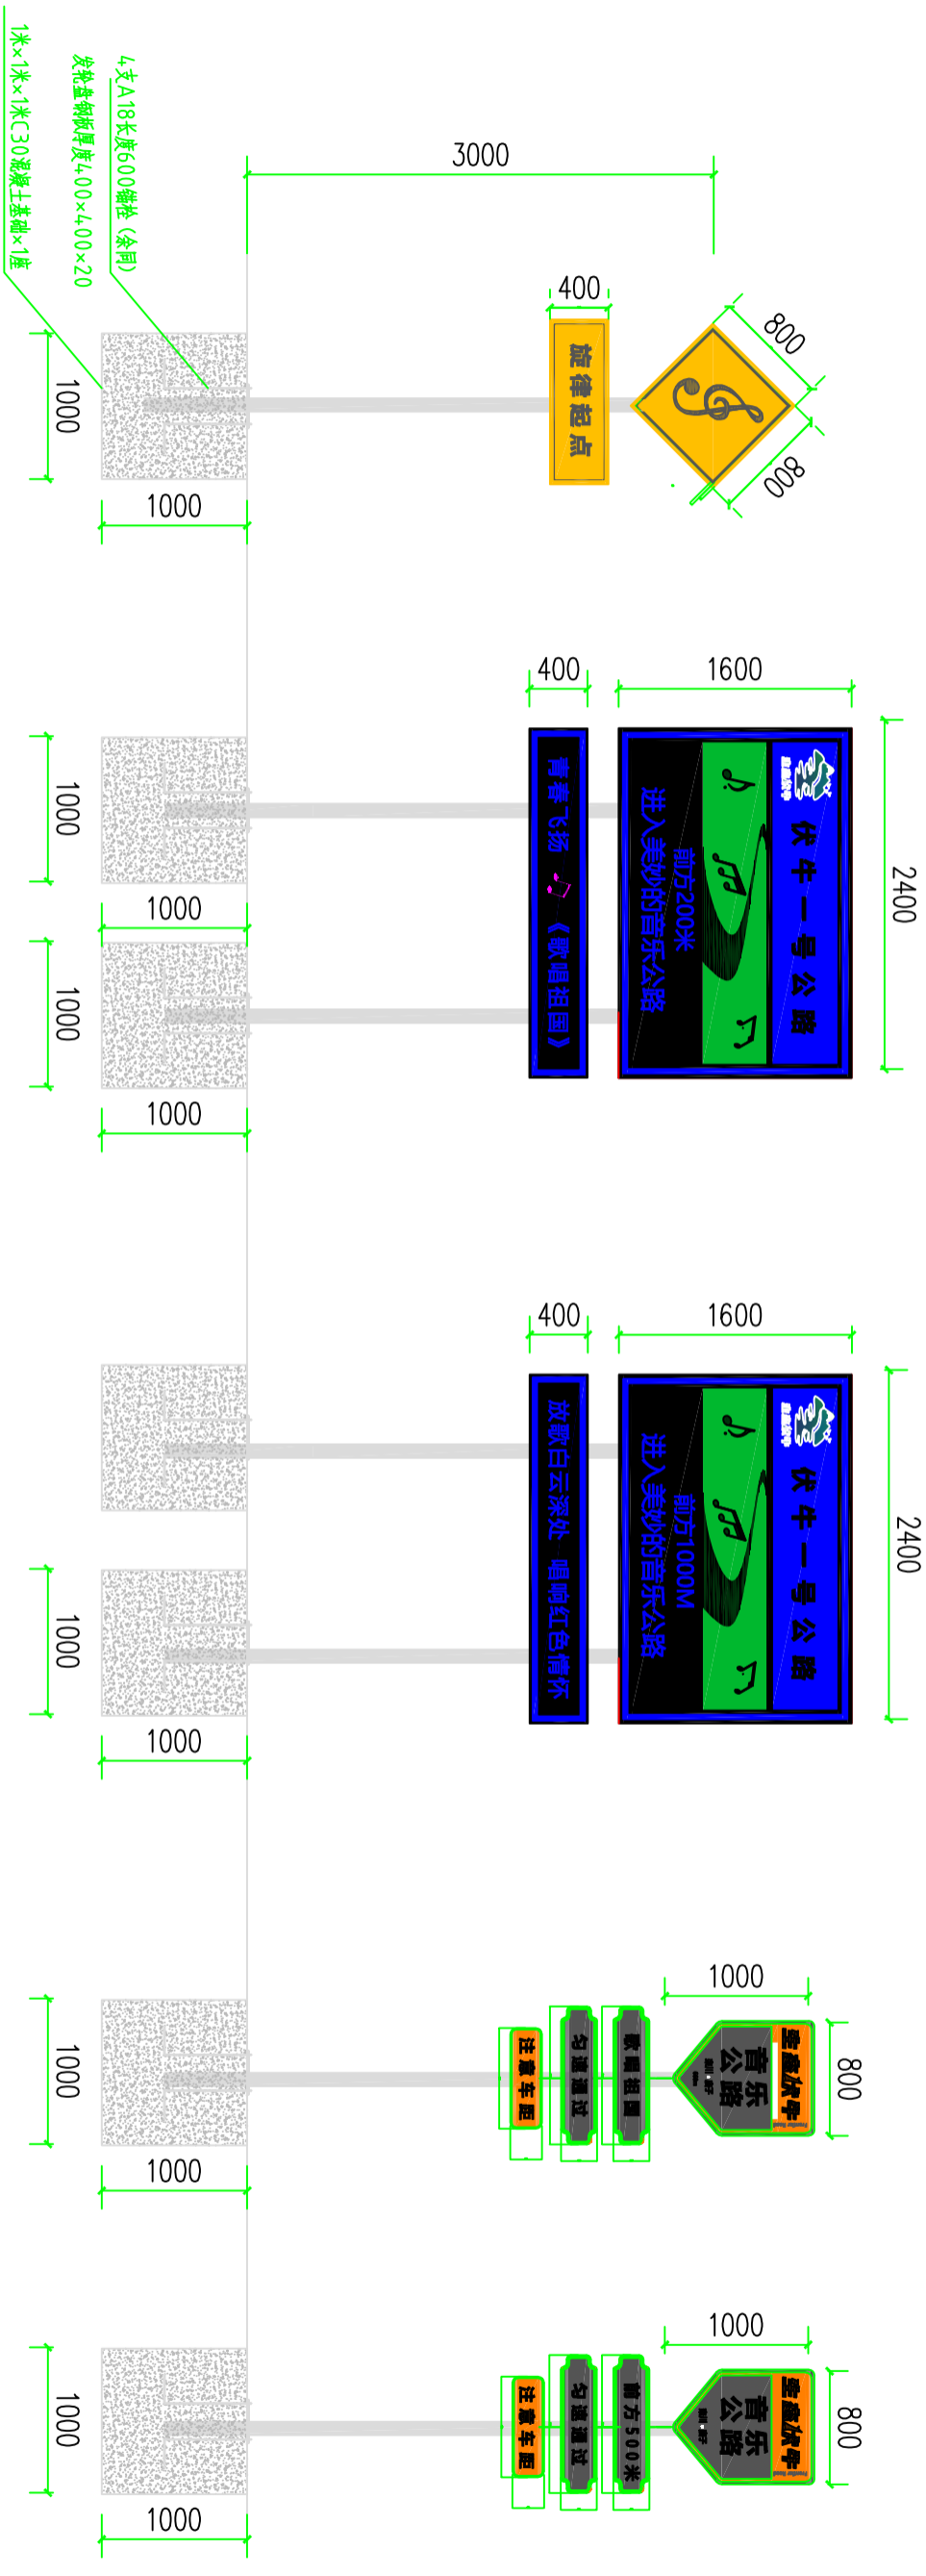 3000
4支A18长度600锚栓（余同）
发轮盘钢板厚度400×400×20
1米×1米×1米C30混凝土基础×1座
800
800
400
旋律起点
1000
1000
2400
1600
400
伏牛一号公路
前方200米
进入美妙的音乐公路
青春飞扬
《歌唱祖国》
1000
1000
1000
1000
2400
1600
400
伏牛一号公路
前方1000M
进入美妙的音乐公路
放歌白云深处 唱响红色情怀
1000
1000
1000
800
音乐
公路
歌唱祖国
匀速通过
注意车距
1000
1000
1000
800
音乐
公路
前方500米
匀速通过
注意车距
1000
1000